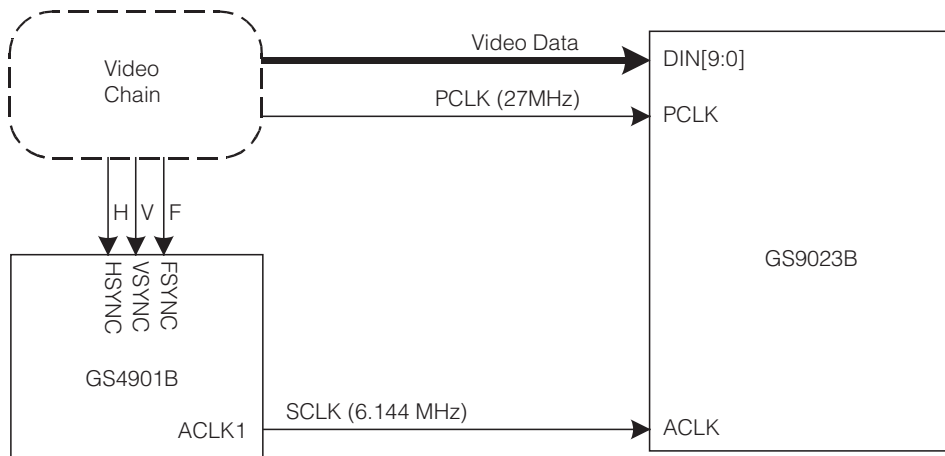 Video Data
DIN[9:0]
Video
Chain
PCLK (27MHz)
PCLK
H V F
HSYNC
VSYNC
FSYNC
GS9023B
GS4901B
SCLK (6.144 MHz)
ACLK1
ACLK